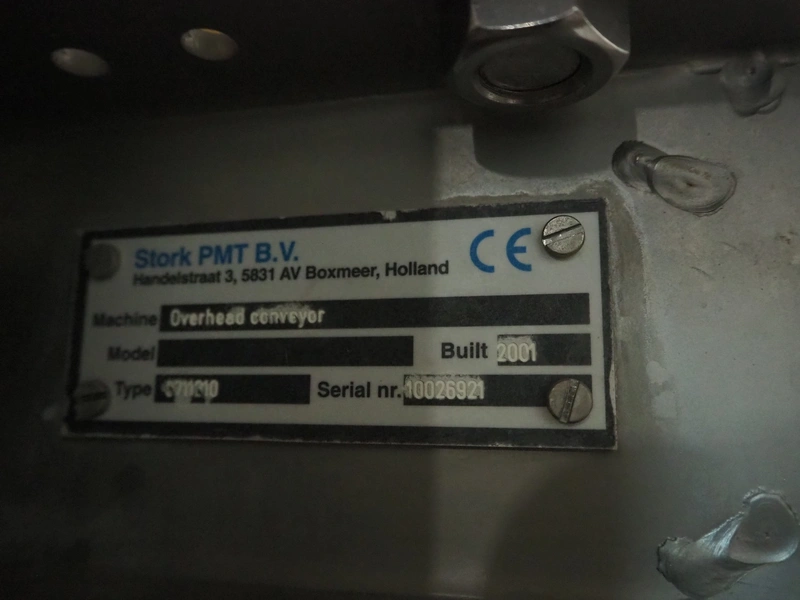 Stork PMT B.V.
CE
Handelstraat 3, 5831 AV Boxmeer, Holland
Machine Overhead conveyor
Model Built 2001
Type Serial nr. 10026921